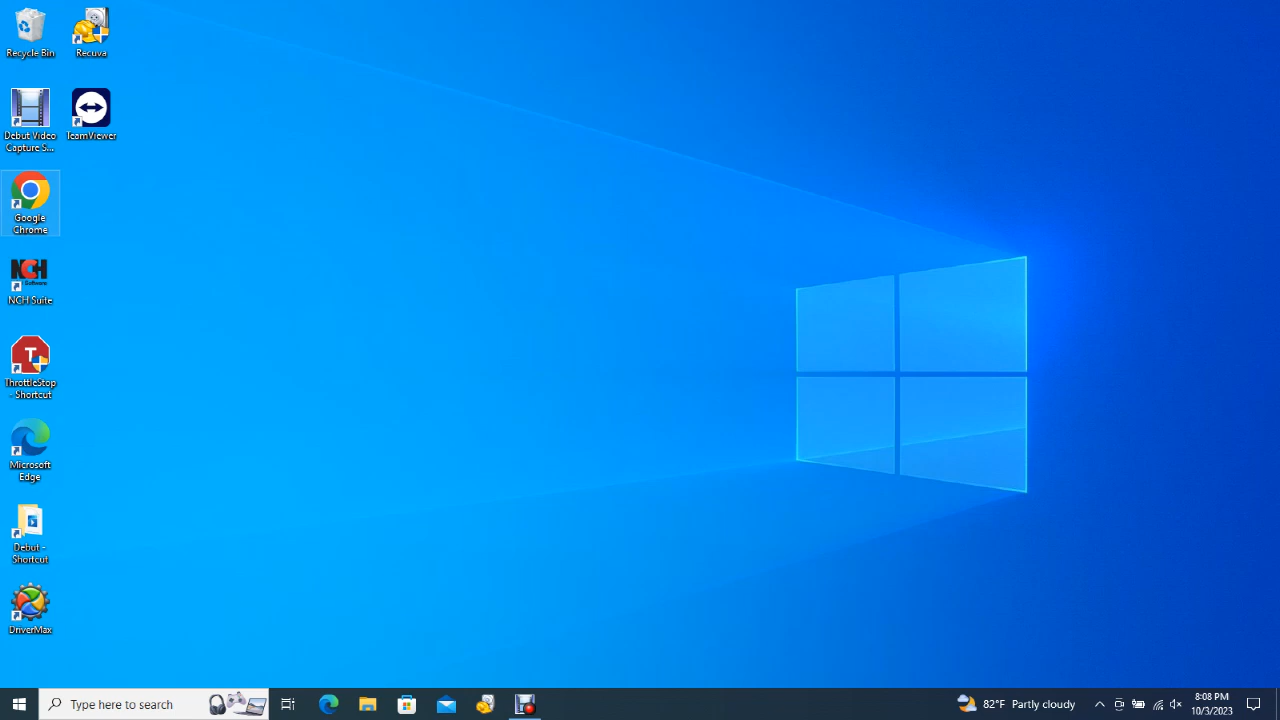 Recycle Bin
Recuva
Debut Video
Capture S...
TeamViewer
Google
Chrome
NCH
Software
NCH Suite
T
ThrottleStop
- Shortcut
Microsoft
Edge
Debut -
Shortcut
DriverMax
Type here to search
82°F Partly cloudy
8:08 PM
10/3/2023